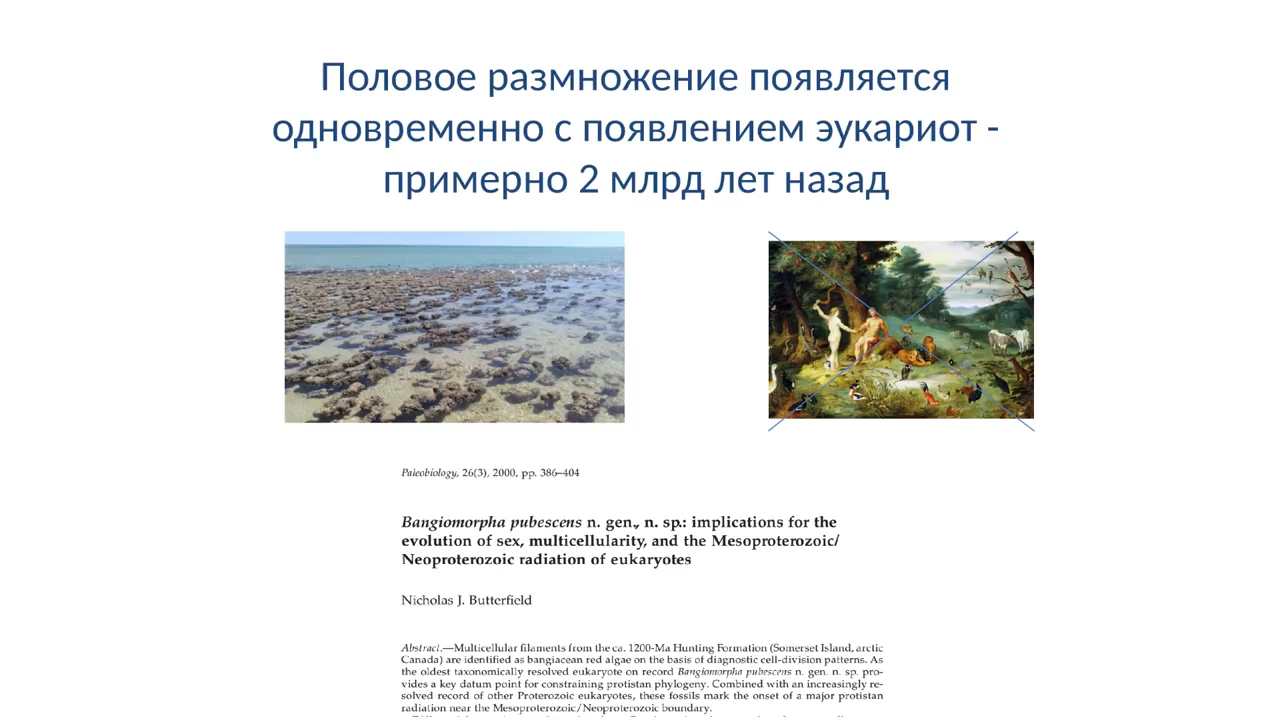 Половое размножение появляется
одновременно с появлением эукариот -
примерно 2 млрд лет назад
Paleobiology, 26(3), 2000, pp. 386–404
Bangiomorpha pubescens n. gen., n. sp.: implications for the
evolution of sex, multicellularity, and the Mesoproterozoic/
Neoproterozoic radiation of eukaryotes
Nicholas J. Butterfield
Abstract.—Multicellular filaments from the ca. 1200-Ma Hunting Formation (Somerset Island, arctic
Canada) are identified as bangiacean red algae on the basis of diagnostic cell-division patterns. As
the oldest taxonomically resolved eukaryote on record Bangiomorpha pubescens n. gen. n. sp. pro-
vides a key datum point for constraining protistan phylogeny. Combined with an increasingly re-
solved record of other Proterozoic eukaryotes, these fossils mark the onset of a major protistan
radiation near the Mesoproterozoic/Neoproterozoic boundary.